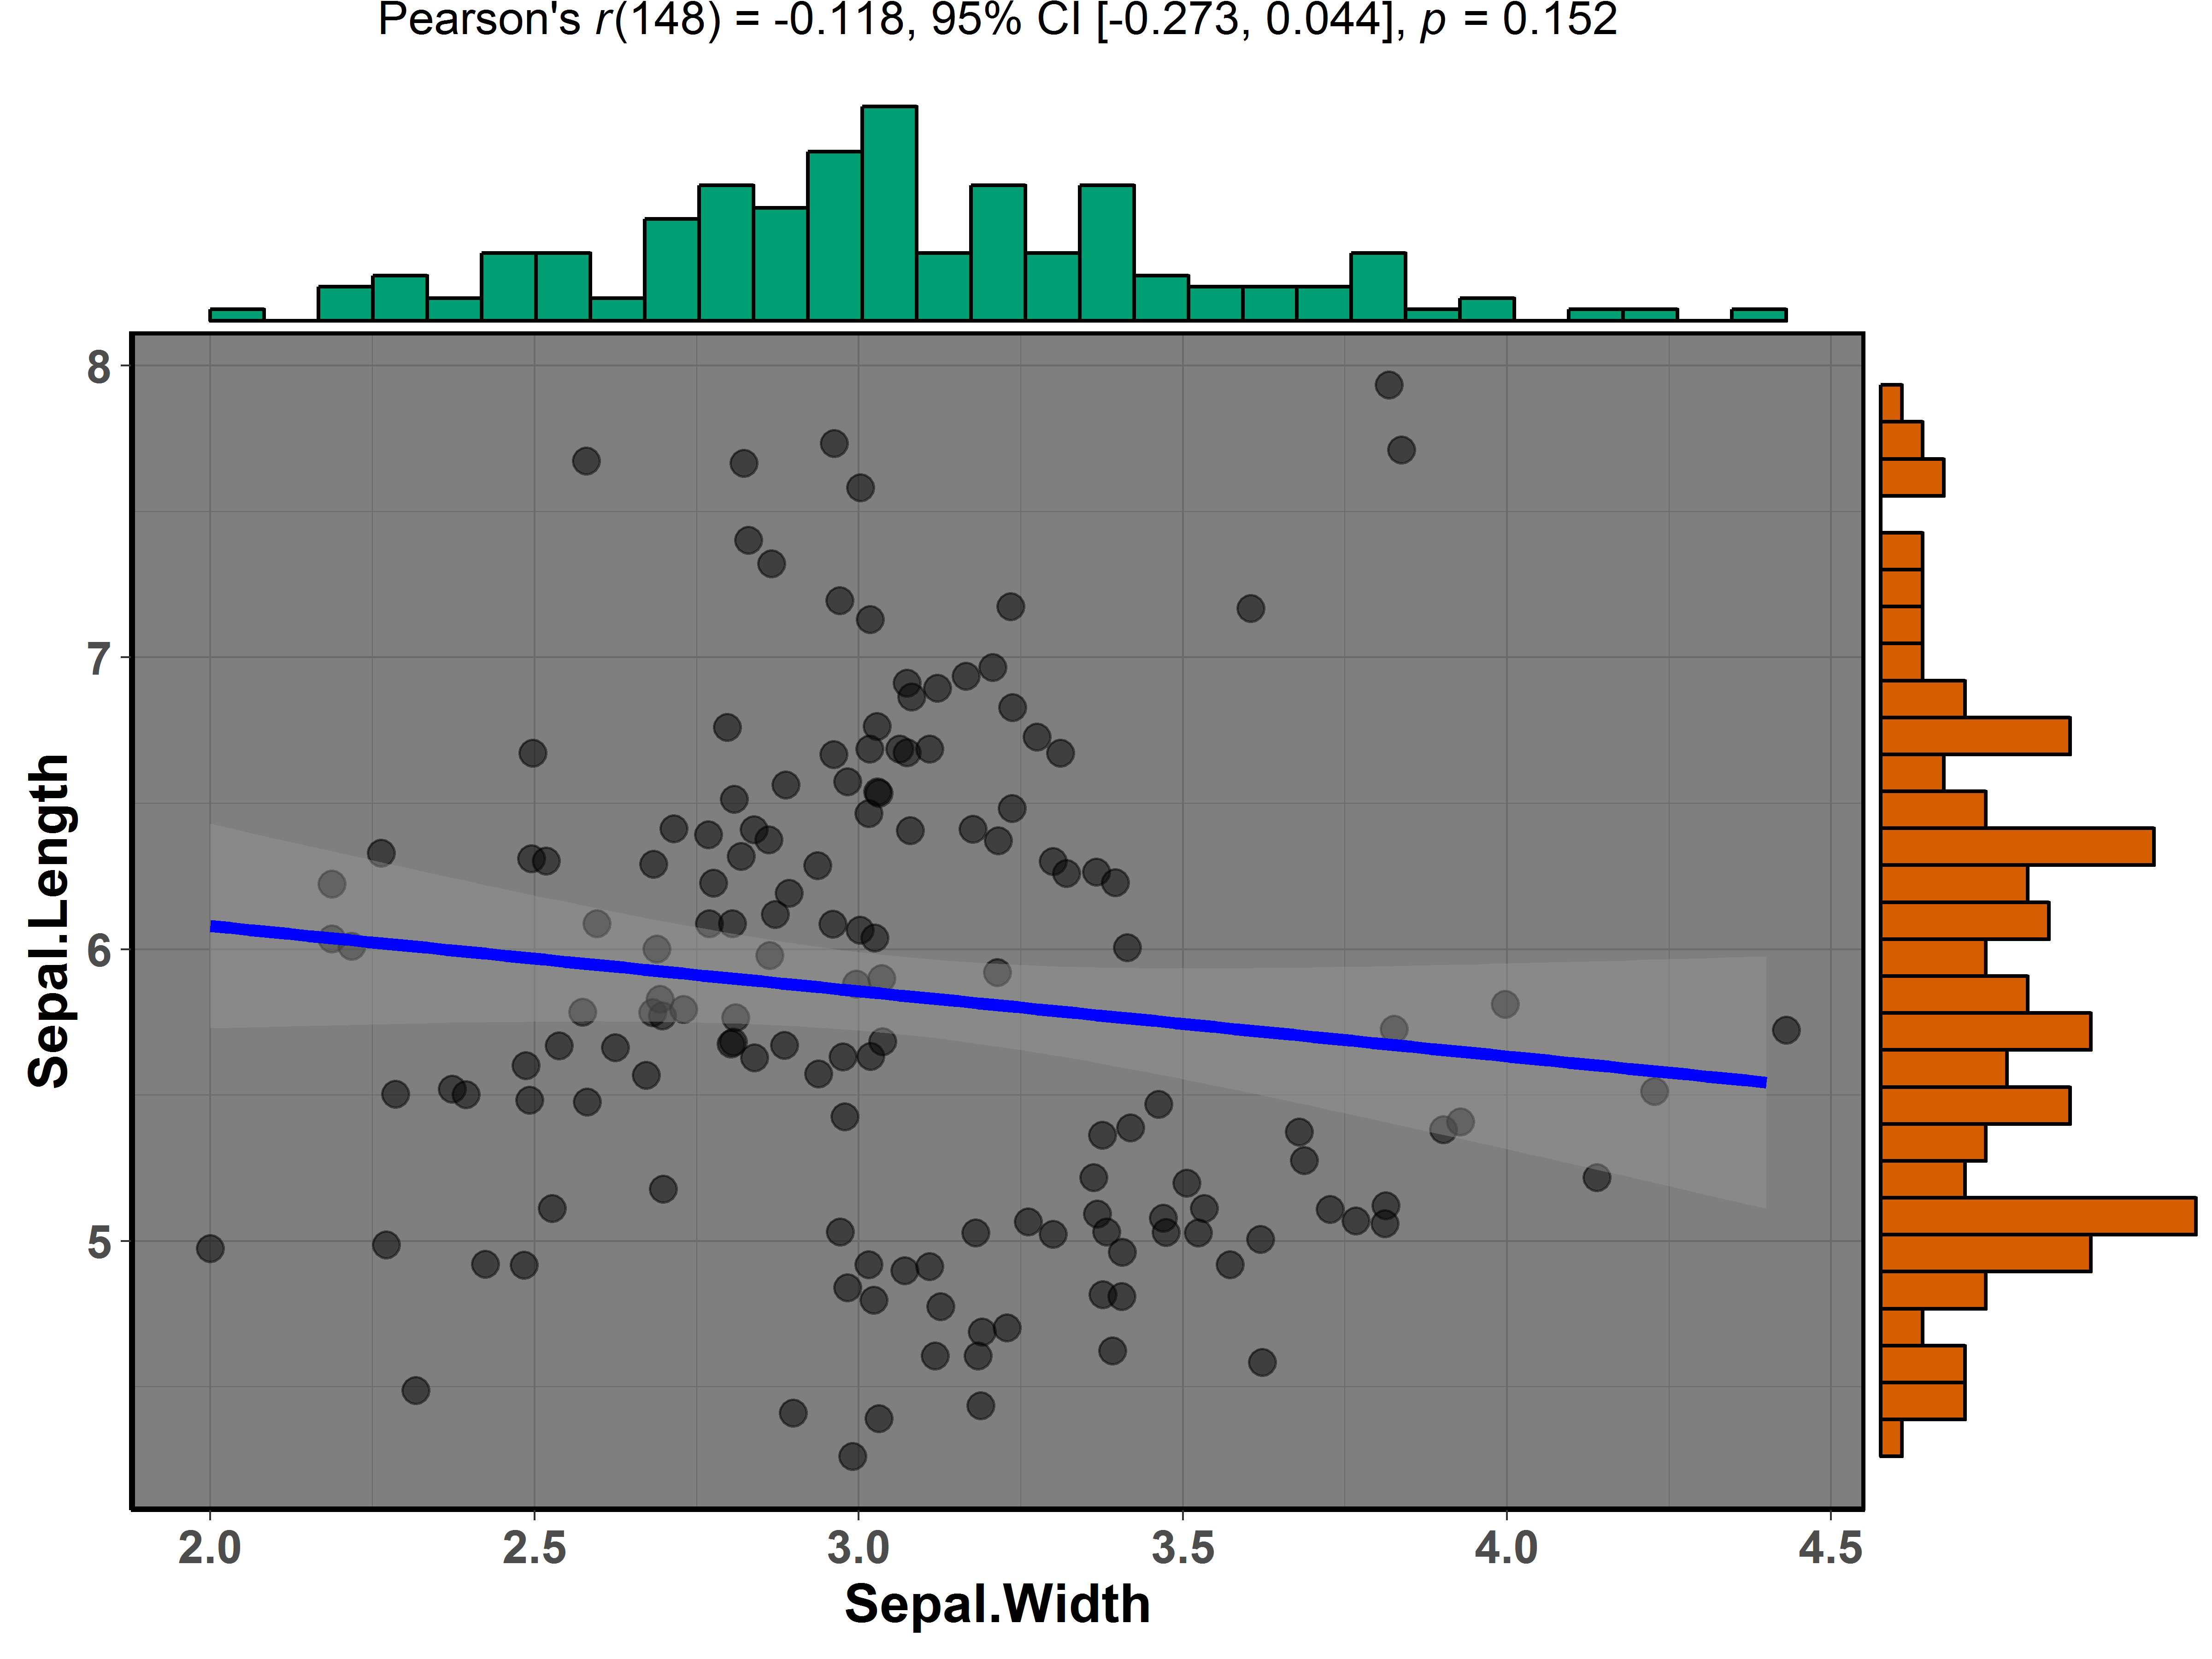 Pearson's r(148) = -0.118, 95% CI [-0.273, 0.044], p = 0.152
8
7
6
5
Sepal.Length
2.0 2.5 3.0 3.5 4.0 4.5
Sepal.Width